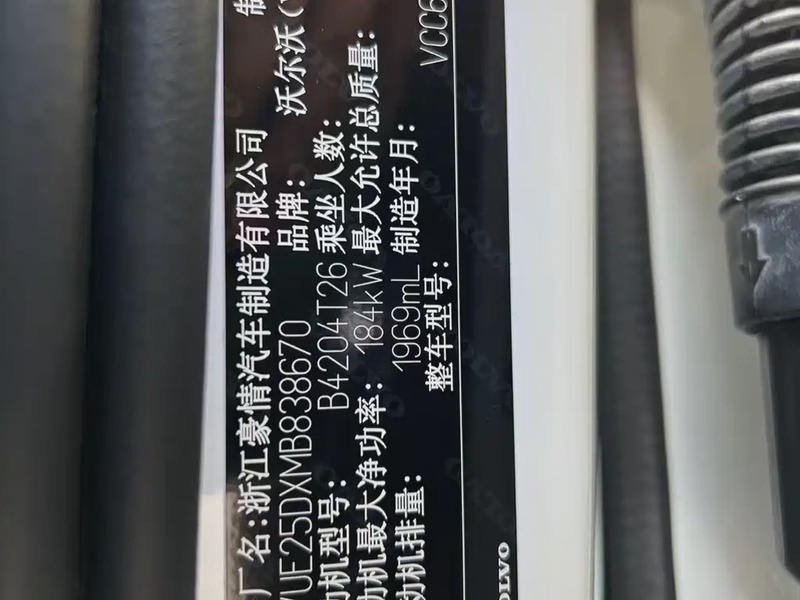 厂名:浙江豪情汽车制造有限公司 制
VUE25DXMB838670 品牌: 沃尔沃(
动机型号: B4204T26 乘坐人数:
动机最大净功率: 184kW 最大允许总质量:
动机排量: 1969mL 制造年月:
整车型号: VCC6
VOLVO